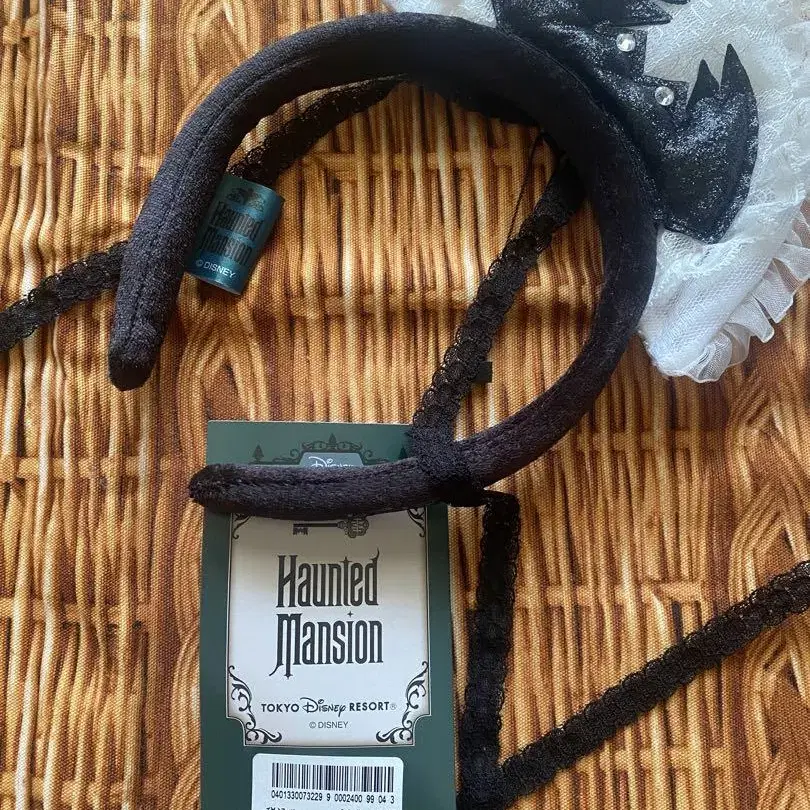 Haunted
Mansion
© DISNEY
Disney
Haunted
Mansion
TOKYO Disney RESORT®
© DISNEY
0401330073229 9 0002400 99 04 3